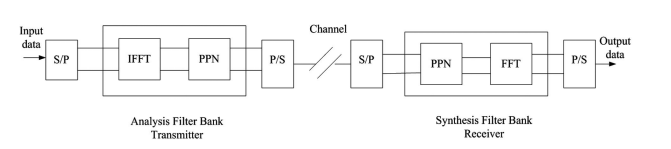 Input
data
S/P
IFFT
PPN
P/S
Channel
S/P
PPN
FFT
P/S
Output
data
Analysis Filter Bank
Transmitter
Synthesis Filter Bank
Receiver